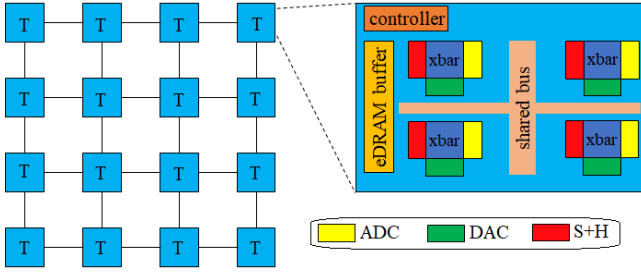 T T T T
T T T T
T T T T
T T T T
controller
eDRAM buffer
xbar xbar
shared bus
xbar xbar
ADC DAC S+H